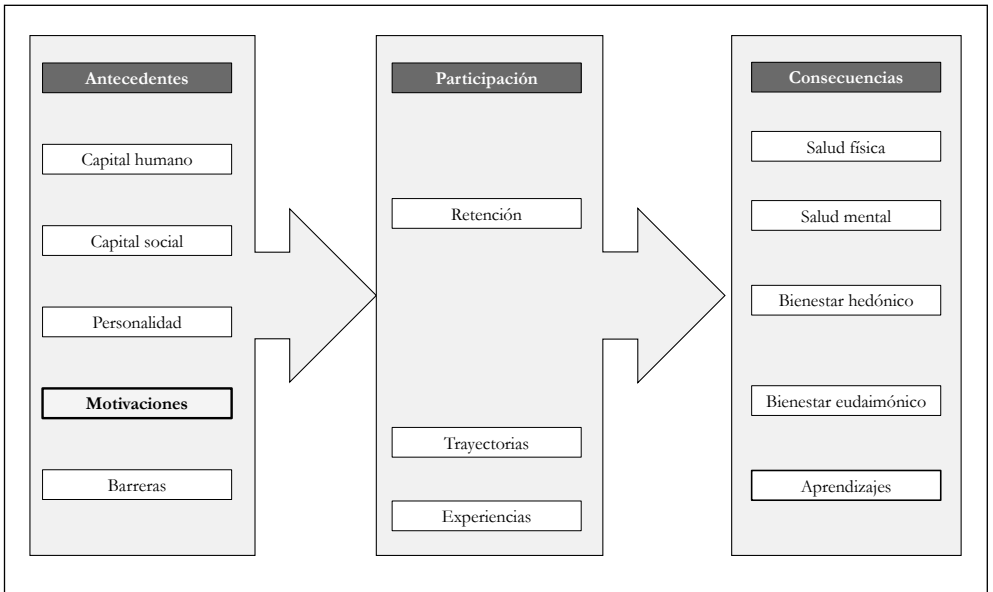 Antecedentes
Capital humano
Capital social
Personalidad
Motivaciones
Barreras
Participación
Retención
Trayectorias
Experiencias
Consecuencias
Salud física
Salud mental
Bienestar hedónico
Bienestar eudaimónico
Aprendizajes